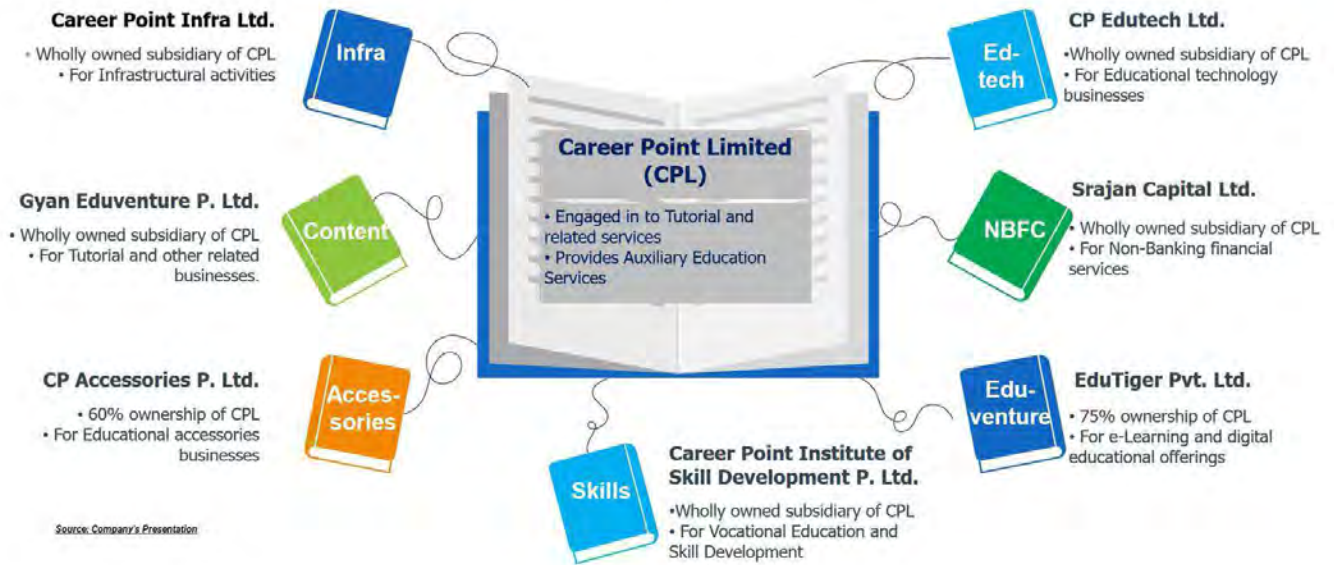 Career Point Infra Ltd.
• Wholly owned subsidiary of CPL
• For Infrastructural activities
Infra
CP Edutech Ltd.
•Wholly owned subsidiary of CPL
• For Educational technology
businesses
Ed-
tech
Career Point Limited
(CPL)
• Engaged in to Tutorial and
related services
• Provides Auxiliary Education
Services
Gyan Eduventure P. Ltd.
• Wholly owned subsidiary of CPL
• For Tutorial and other related
businesses.
Content
Srajan Capital Ltd.
• Wholly owned subsidiary of CPL
• For Non-Banking financial
services
NBFC
CP Accessories P. Ltd.
• 60% ownership of CPL
• For Educational accessories
businesses
Acces-
sories
EduTiger Pvt. Ltd.
• 75% ownership of CPL
• For e-Learning and digital
educational offerings
Edu-
venture
Skills
Career Point Institute of
Skill Development P. Ltd.
•Wholly owned subsidiary of CPL
• For Vocational Education and
Skill Development
Source: Company's Presentation